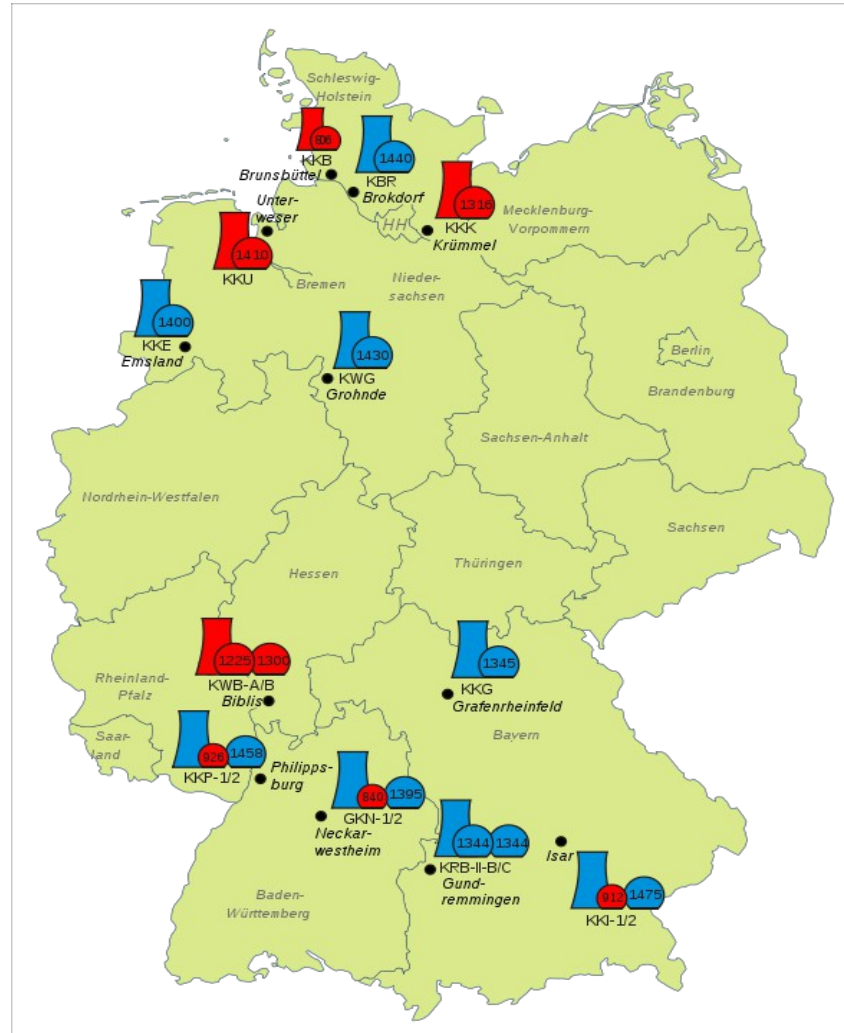 Schleswig-
Holstein
806
KKB
Brunsbüttel
1440
KBR
Brokdorf
1316
KKK
Krümmel
HH
Mecklenburg-
Vorpommern
Unter-
weser
1410
KKU
Bremen
Nieder-
sachsen
1400
KKE
Emsland
1430
KWG
Grohnde
Berlin
Brandenburg
Sachsen-Anhalt
Nordrhein-Westfalen
Sachsen
Hessen
Thüringen
1225 1300
KWB-A/B
Biblis
Rheinland-
Pfalz
1345
KKG
Grafenrheinfeld
Saar-
land
926 1458
KKP-1/2
Philipps-
burg
Bayern
840 1395
GKN-1/2
Neckar-
westheim
1344 1344
KRB-II-B/C
Gund-
remmingen
Isar
912 1475
KKI-1/2
Baden-
Württemberg